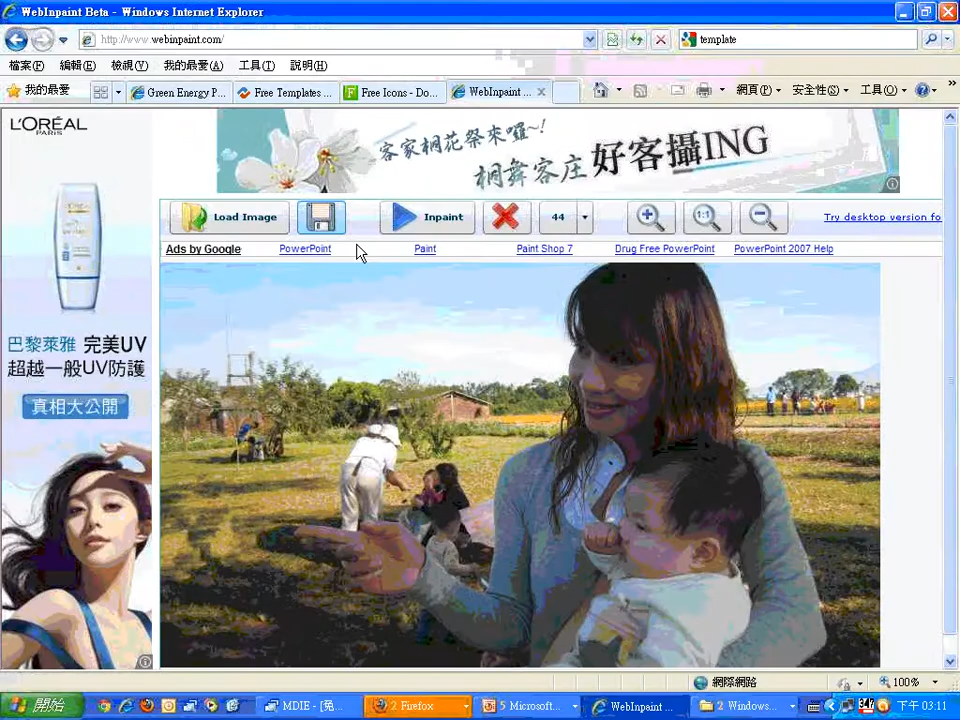 WebInpaint Beta - Windows Internet Explorer
http://www.webinpaint.com/
template
檔案(F) 編輯(E) 檢視(V) 我的最愛(A) 工具(T) 說明(H)
我的最愛 Green Energy P... Free Templates ... Free Icons - Do... WebInpaint ... 網頁(P) 安全性(S) 工具(O)
L'ORÉAL
PARIS
客家桐花祭來囉~!
桐舞客庄 好客攝ING
Load Image Inpaint 44 1:1 Try desktop version fo
Ads by Google PowerPoint Paint Paint Shop 7 Drug Free PowerPoint PowerPoint 2007 Help
巴黎萊雅 完美UV
超越一般UV防護
真相大公開
網際網路 100%
開始 MDIE - [兔... 2 Firefox 5 Microsoft... WebInpain... 2 Windows... 下午 03:11